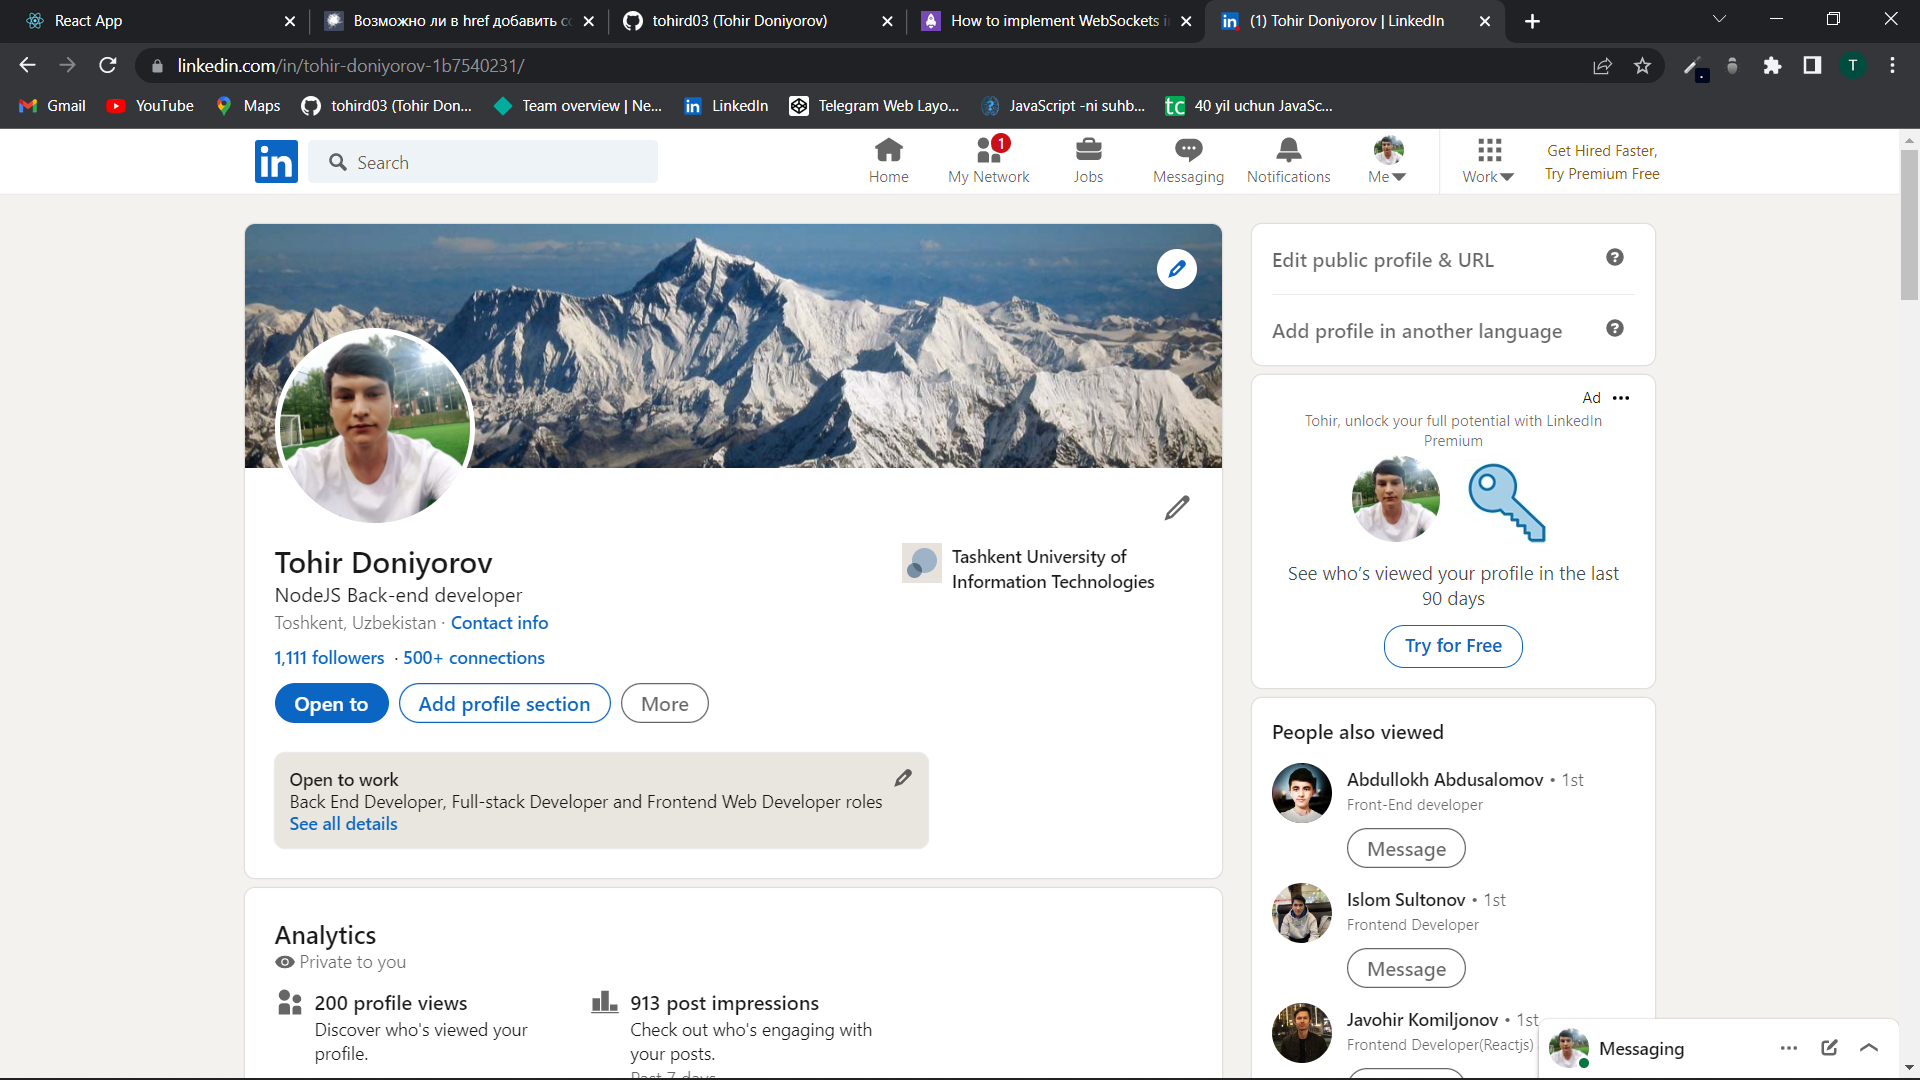 React App
Возможно ли в href добавить со
tohird03 (Tohir Doniyorov)
How to implement WebSockets i
(1) Tohir Doniyorov | LinkedIn
linkedin.com/in/tohir-doniyorov-1b7540231/
T
Gmail
YouTube
Maps
tohird03 (Tohir Don...
Team overview | Ne...
LinkedIn
Telegram Web Layo...
JavaScript -ni suhb...
tc
40 yil uchun JavaSc...
in
Search
Home
1
My Network
Jobs
Messaging
Notifications
Me
Work
Get Hired Faster,
Try Premium Free
Tohir Doniyorov
NodeJS Back-end developer
Toshkent, Uzbekistan · Contact info
1,111 followers · 500+ connections
Open to
Add profile section
More
Tashkent University of
Information Technologies
Open to work
Back End Developer, Full-stack Developer and Frontend Web Developer roles
See all details
Analytics
Private to you
200 profile views
Discover who's viewed your
profile.
913 post impressions
Check out who's engaging with
your posts.
Past 7 days
Edit public profile & URL
Add profile in another language
Ad
Tohir, unlock your full potential with LinkedIn
Premium
See who's viewed your profile in the last
90 days
Try for Free
People also viewed
Abdullokh Abdusalomov • 1st
Front-End developer
Message
Islom Sultonov • 1st
Frontend Developer
Message
Javohir Komiljonov • 1st
Frontend Developer(Reactjs)
Messaging